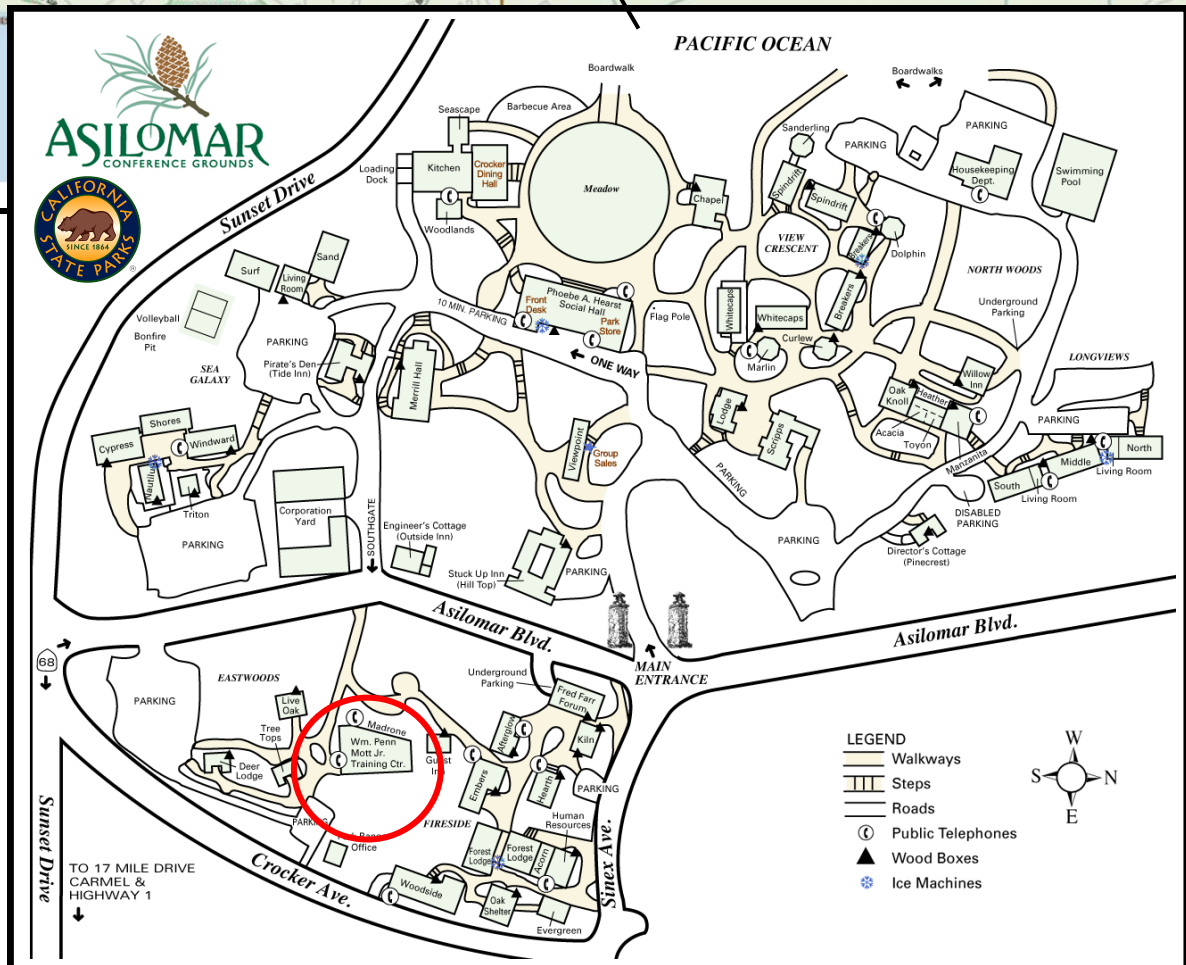 PACIFIC OCEAN
ASILOMAR
CONFERENCE GROUNDS
CALIFORNIA
STATE PARKS
SINCE 1864
®
Boardwalk
Boardwalks
Barbecue Area
Seascape
Loading
Dock
Kitchen
Crocker
Dining
Hall
Woodlands
Meadow
Chapel
Sanderling
Spindrift
Spindrift
PARKING
PARKING
Housekeeping
Dept.
Swimming
Pool
VIEW
CRESCENT
Breakers
Dolphin
NORTH WOODS
Sunset Drive
Surf
Living
Room
Sand
Volleyball
Bonfire
Pit
SEA
GALAXY
PARKING
Pirate's Den
(Tide Inn)
Merrill Hall
10 MIN. PARKING
Front
Desk
Phoebe A. Hearst
Social Hall
Park
Store
ONE WAY
Flag Pole
Whitecaps
Whitecaps
Marlin
Curlew
Breakers
Underground
Parking
LONGVIEWS
Willow
Inn
Oak
Knoll
Heather
Acacia
Toyon
Manzanita
PARKING
North
Middle
Living Room
South
Living Room
DISABLED
PARKING
Director's Cottage
(Pinecrest)
Lodge
Scripps
PARKING
PARKING
Viewpoint
Group
Sales
Shores
Cypress
Windward
Nautilus
Triton
PARKING
Corporation
Yard
SOUTHGATE
Engineer's Cottage
(Outside Inn)
Stuck Up Inn
(Hill Top)
PARKING
Asilomar Blvd.
Asilomar Blvd.
MAIN
ENTRANCE
68
PARKING
EASTWOODS
Live
Oak
Tree
Tops
Deer
Lodge
Madrone
Wm. Penn
Mott Jr.
Training Ctr.
Guest
Inn
Underground
Parking
Fred Farr
Forum
Afterglow
Kiln
Embers
Hearth
PARKING
Human
Resources
FIRESIDE
PARKING
Office
Forest
Lodge
Forest
Lodge
Acorn
Woodside
Oak
Shelter
Evergreen
Sinex Ave.
Crocker Ave.
Sunset Drive
TO 17 MILE DRIVE
CARMEL &
HIGHWAY 1
LEGEND
Walkways
Steps
Roads
Public Telephones
Wood Boxes
Ice Machines
W
S N
E